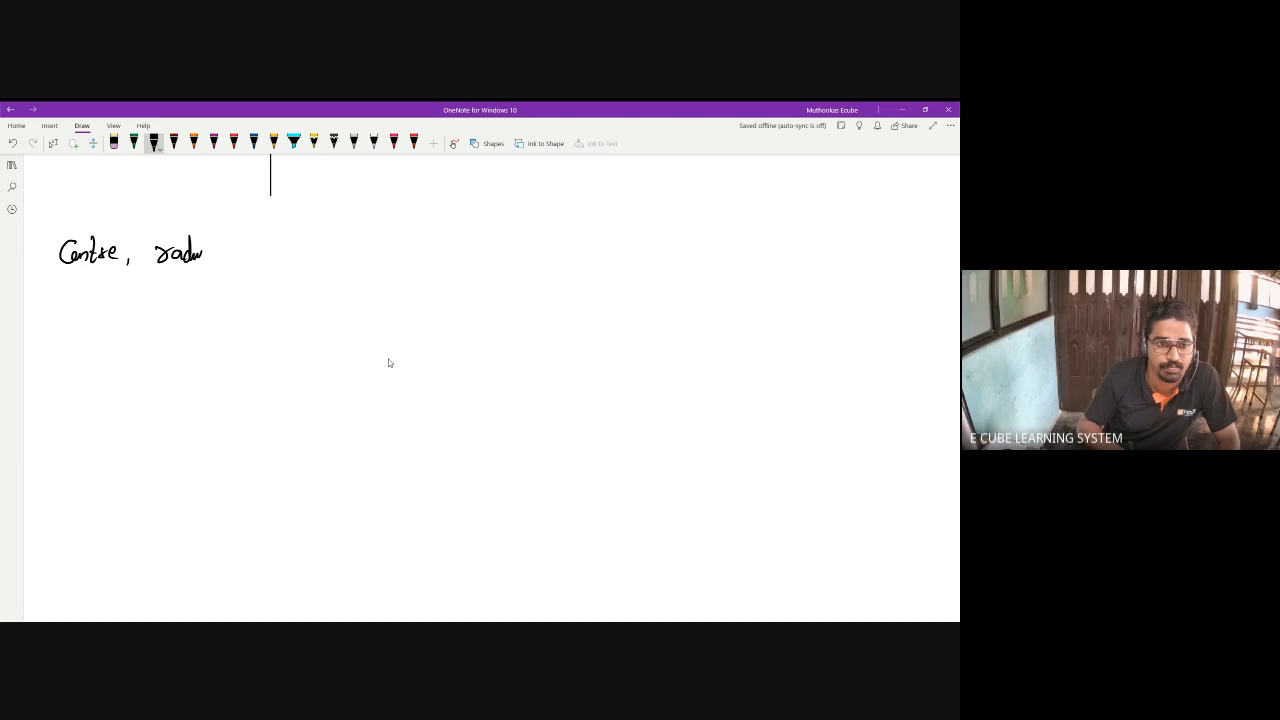 OneNote for Windows 10
Muthookas Ecube
Home Insert Draw View Help
Saved offline (auto-sync is off) Share
Shapes Ink to Shape Ink to Text
Centre, radiu
E CUBE LEARNING SYSTEM